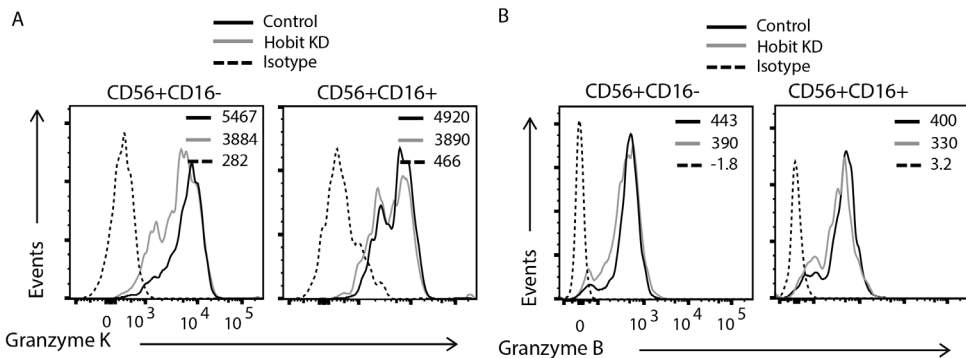 A
Control
Hobit KD
Isotype
CD56+CD16-
5467
3884
282
CD56+CD16+
4920
3890
466
Events
0 10 3 10 4 10 5
Granzyme K
B
Control
Hobit KD
Isotype
CD56+CD16-
443
390
-1.8
CD56+CD16+
400
330
3.2
Events
0 10 3 10 4 10 5
Granzyme B